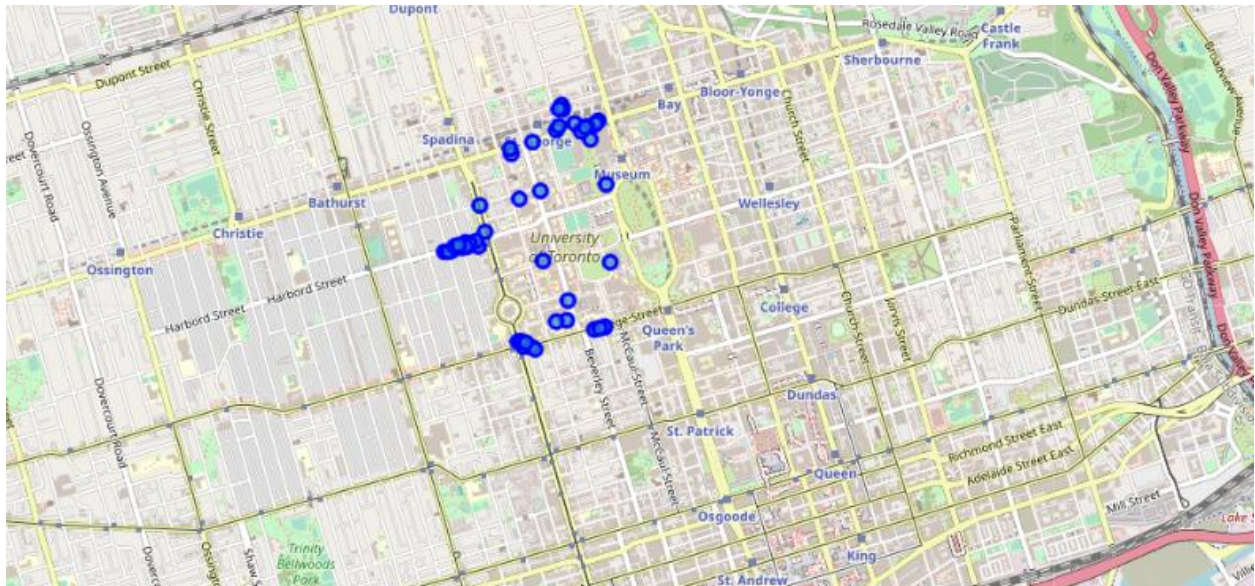 Dupont
Rosedale Valley Road
Castle
Frank
Broadview Avenue
Dupont Street
Christie Street
Sherbourne
Don Valley Parkway
Bay
Bloor-Yonge
Church Street
Spadina
Dovercourt Road
Ossington Avenue
Museum
Bathurst
Wellesley
Parliament Street
Don Valley Parkway
Christie
University
of Toronto
Ossington
Harbord Street
Harbord Street
College
Dundas Street East
Queen's
Park
Church Street
Jarvis Street
Beverley Street
McCaul Street
Dovercourt Road
Dundas
St. Patrick
McCaul Street
Richmond Street East
Queen
Adelaide Street East
Osgoode
Mill Street
King
Trinity
Bellwoods
Park
St. Andrew